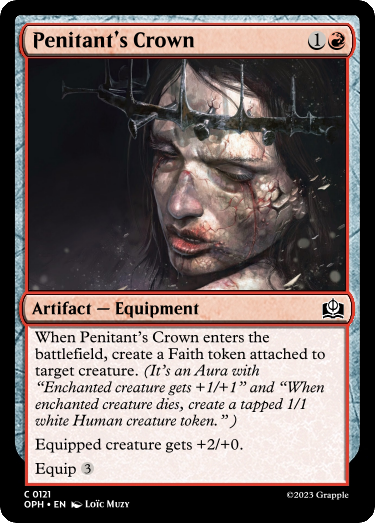 Penitant's Crown 1
Artifact — Equipment
When Penitant's Crown enters the
battlefield, create a Faith token attached to
target creature. (It's an Aura with
“Enchanted creature gets +1/+1” and “When
enchanted creature dies, create a tapped 1/1
white Human creature token.”)
Equipped creature gets +2/+0.
Equip 3
C 0121
OPH • EN Loïc Muzy
©2023 Grapple